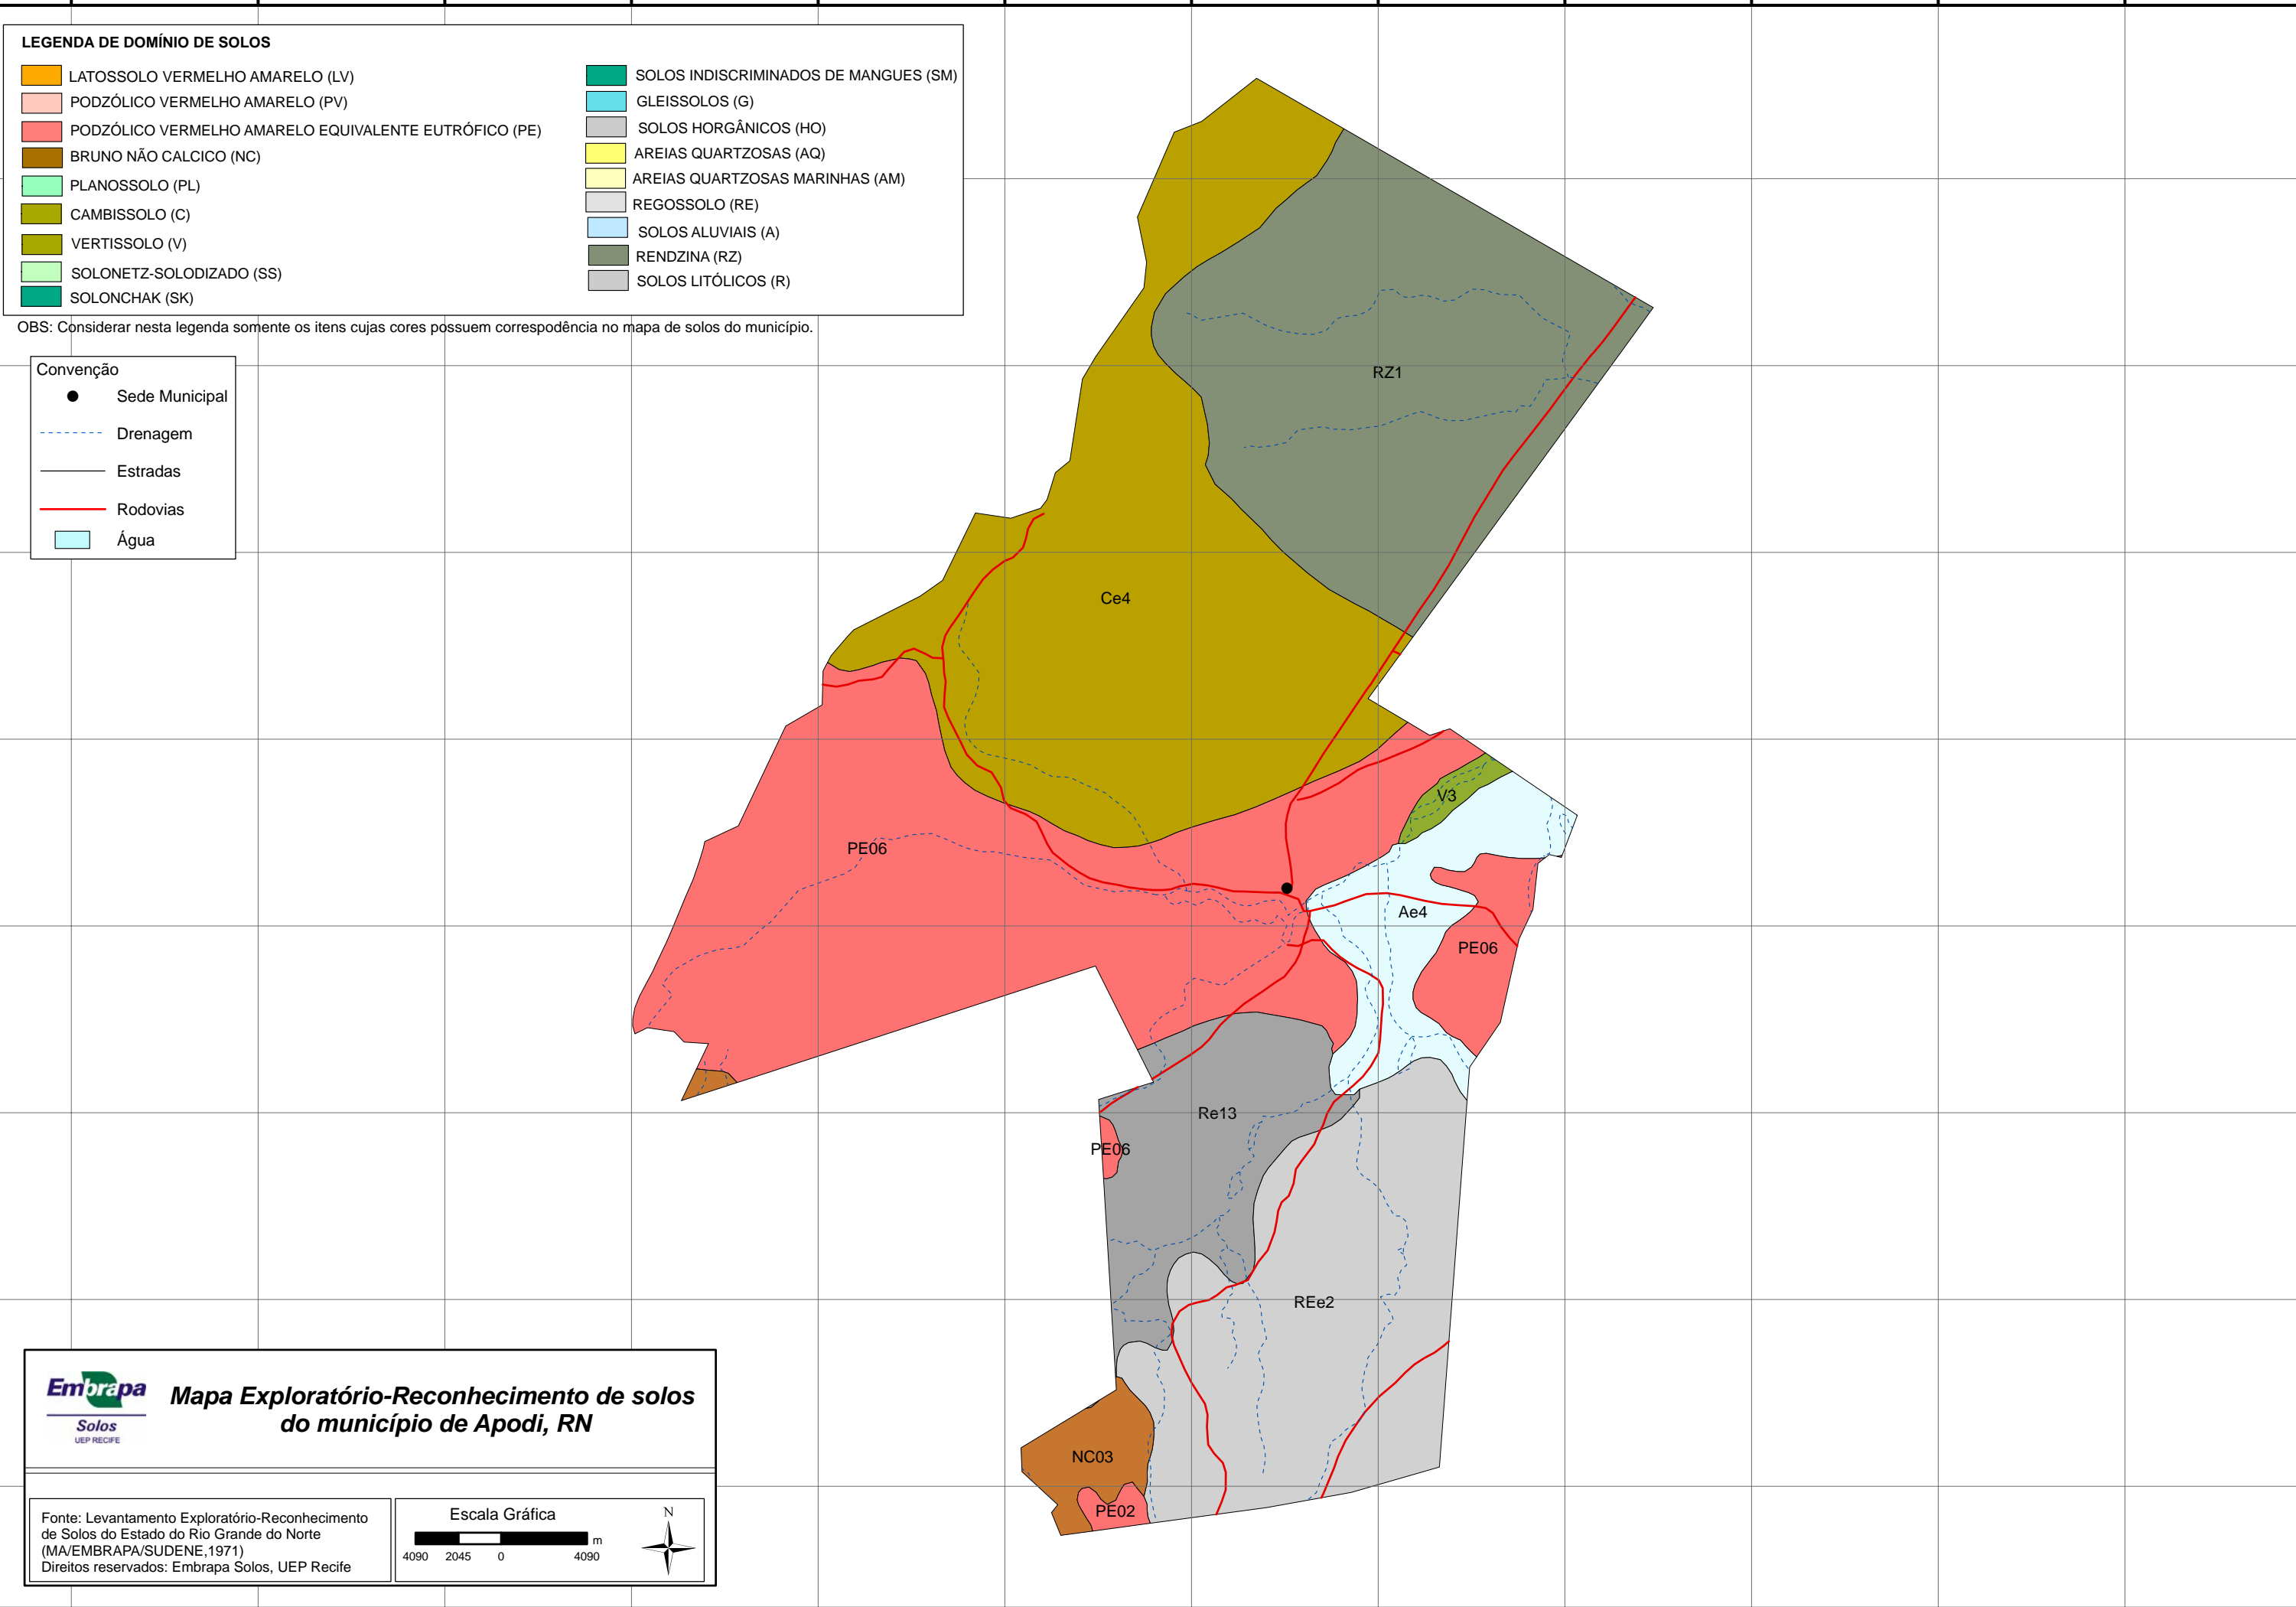 LEGENDA DE DOMÍNIO DE SOLOS
LATOSSOLO VERMELHO AMARELO (LV)
PODZÓLICO VERMELHO AMARELO (PV)
PODZÓLICO VERMELHO AMARELO EQUIVALENTE EUTRÓFICO (PE)
BRUNO NÃO CALCICO (NC)
PLANOSSOLO (PL)
CAMBISSOLO (C)
VERTISSOLO (V)
SOLONETZ-SOLODIZADO (SS)
SOLONCHAK (SK)
SOLOS INDISCRIMINADOS DE MANGUES (SM)
GLEISSOLOS (G)
SOLOS HORGÂNICOS (HO)
AREIAS QUARTZOSAS (AQ)
AREIAS QUARTZOSAS MARINHAS (AM)
REGOSSOLO (RE)
SOLOS ALUVIAIS (A)
RENDZINA (RZ)
SOLOS LITÓLICOS (R)
OBS: Considerar nesta legenda somente os itens cujas cores possuem correspodência no mapa de solos do município.
Convenção
Sede Municipal
Drenagem
Estradas
Rodovias
Água
RZ1
Ce4
V3
PE06
Ae4
PE06
Re13
PE06
REe2
NC03
PE02
Embrapa
Solos
UEP RECIFE
Mapa Exploratório-Reconhecimento de solos
do município de Apodi, RN
Fonte: Levantamento Exploratório-Reconhecimento
de Solos do Estado do Rio Grande do Norte
(MA/EMBRAPA/SUDENE,1971)
Direitos reservados: Embrapa Solos, UEP Recife
Escala Gráfica
m
4090 2045 0 4090
N